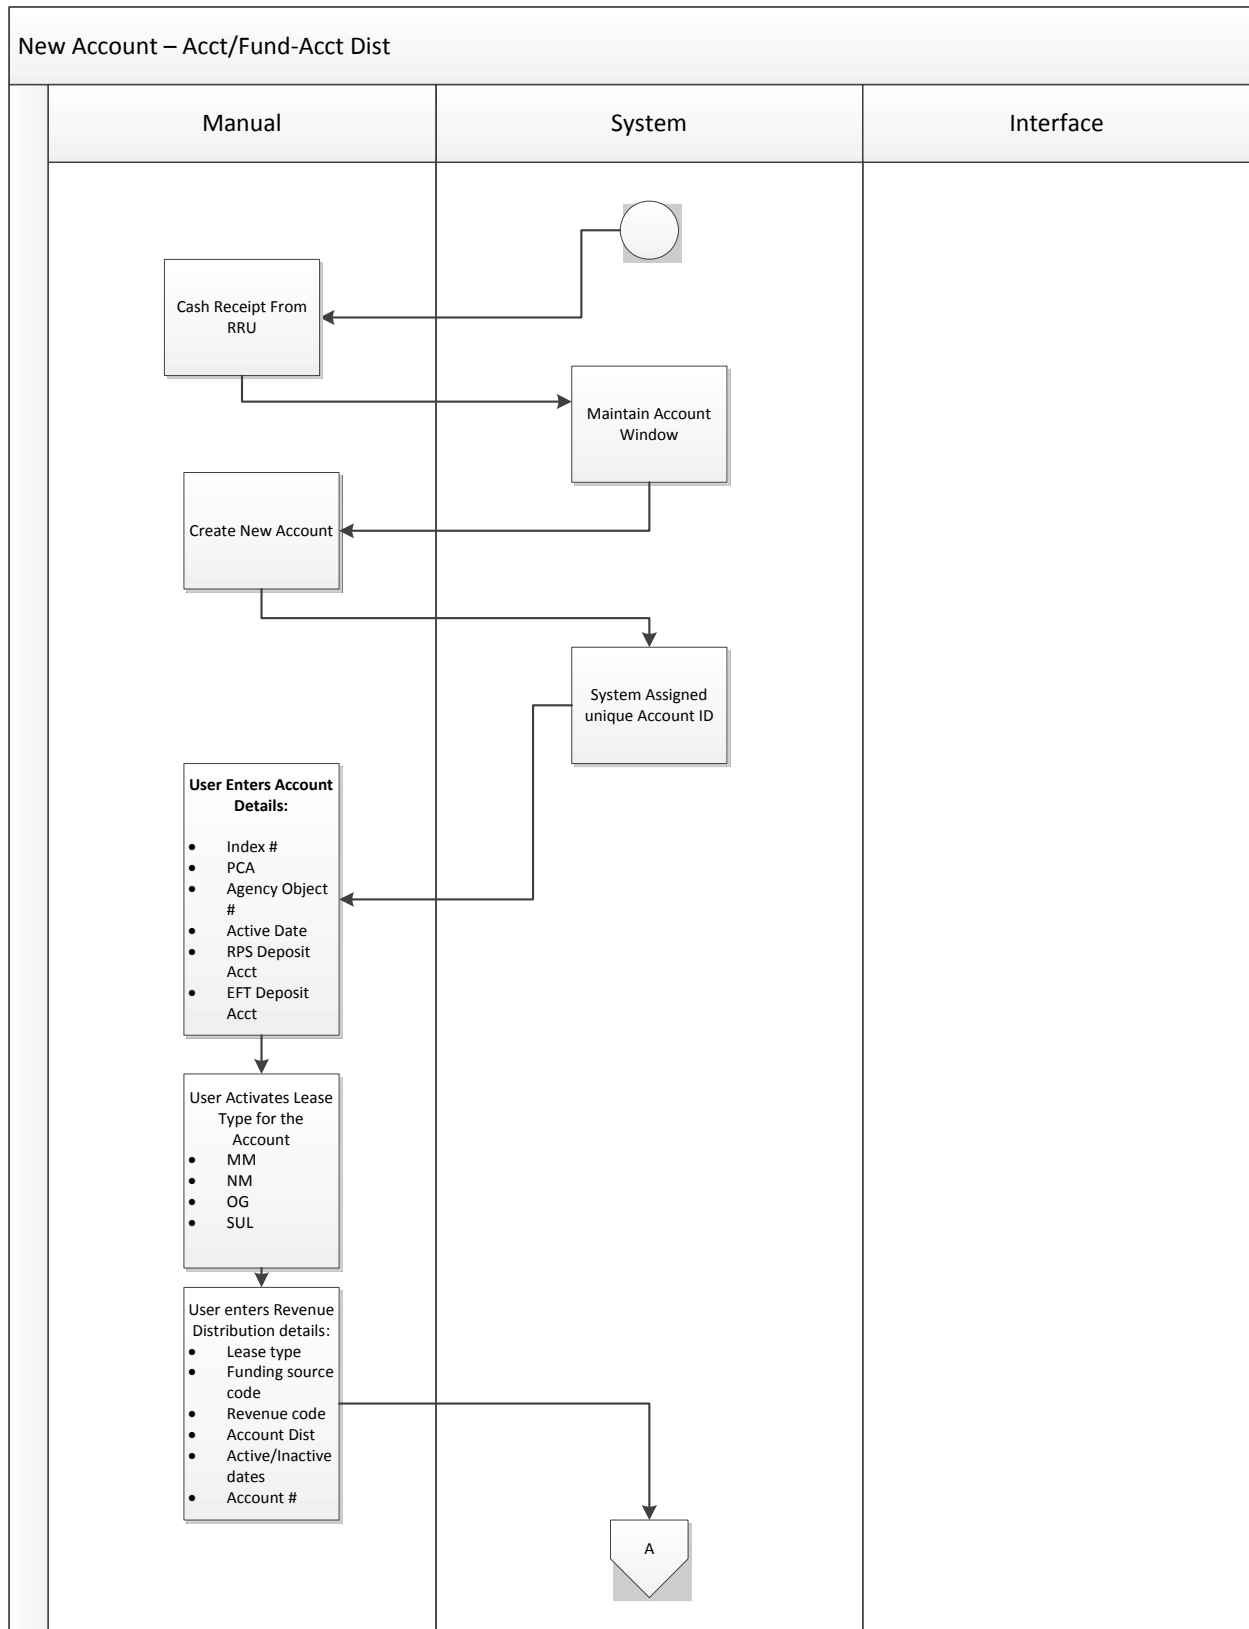 New Account – Acct/Fund-Acct Dist
Manual
System
Interface
Cash Receipt From
RRU
Maintain Account
Window
Create New Account
System Assigned
unique Account ID
User Enters Account
Details:
• Index #
• PCA
• Agency Object
#
• Active Date
• RPS Deposit
Acct
• EFT Deposit
Acct
User Activates Lease
Type for the
Account
• MM
• NM
• OG
• SUL
User enters Revenue
Distribution details:
• Lease type
• Funding source
code
• Revenue code
• Account Dist
• Active/Inactive
dates
• Account #
A